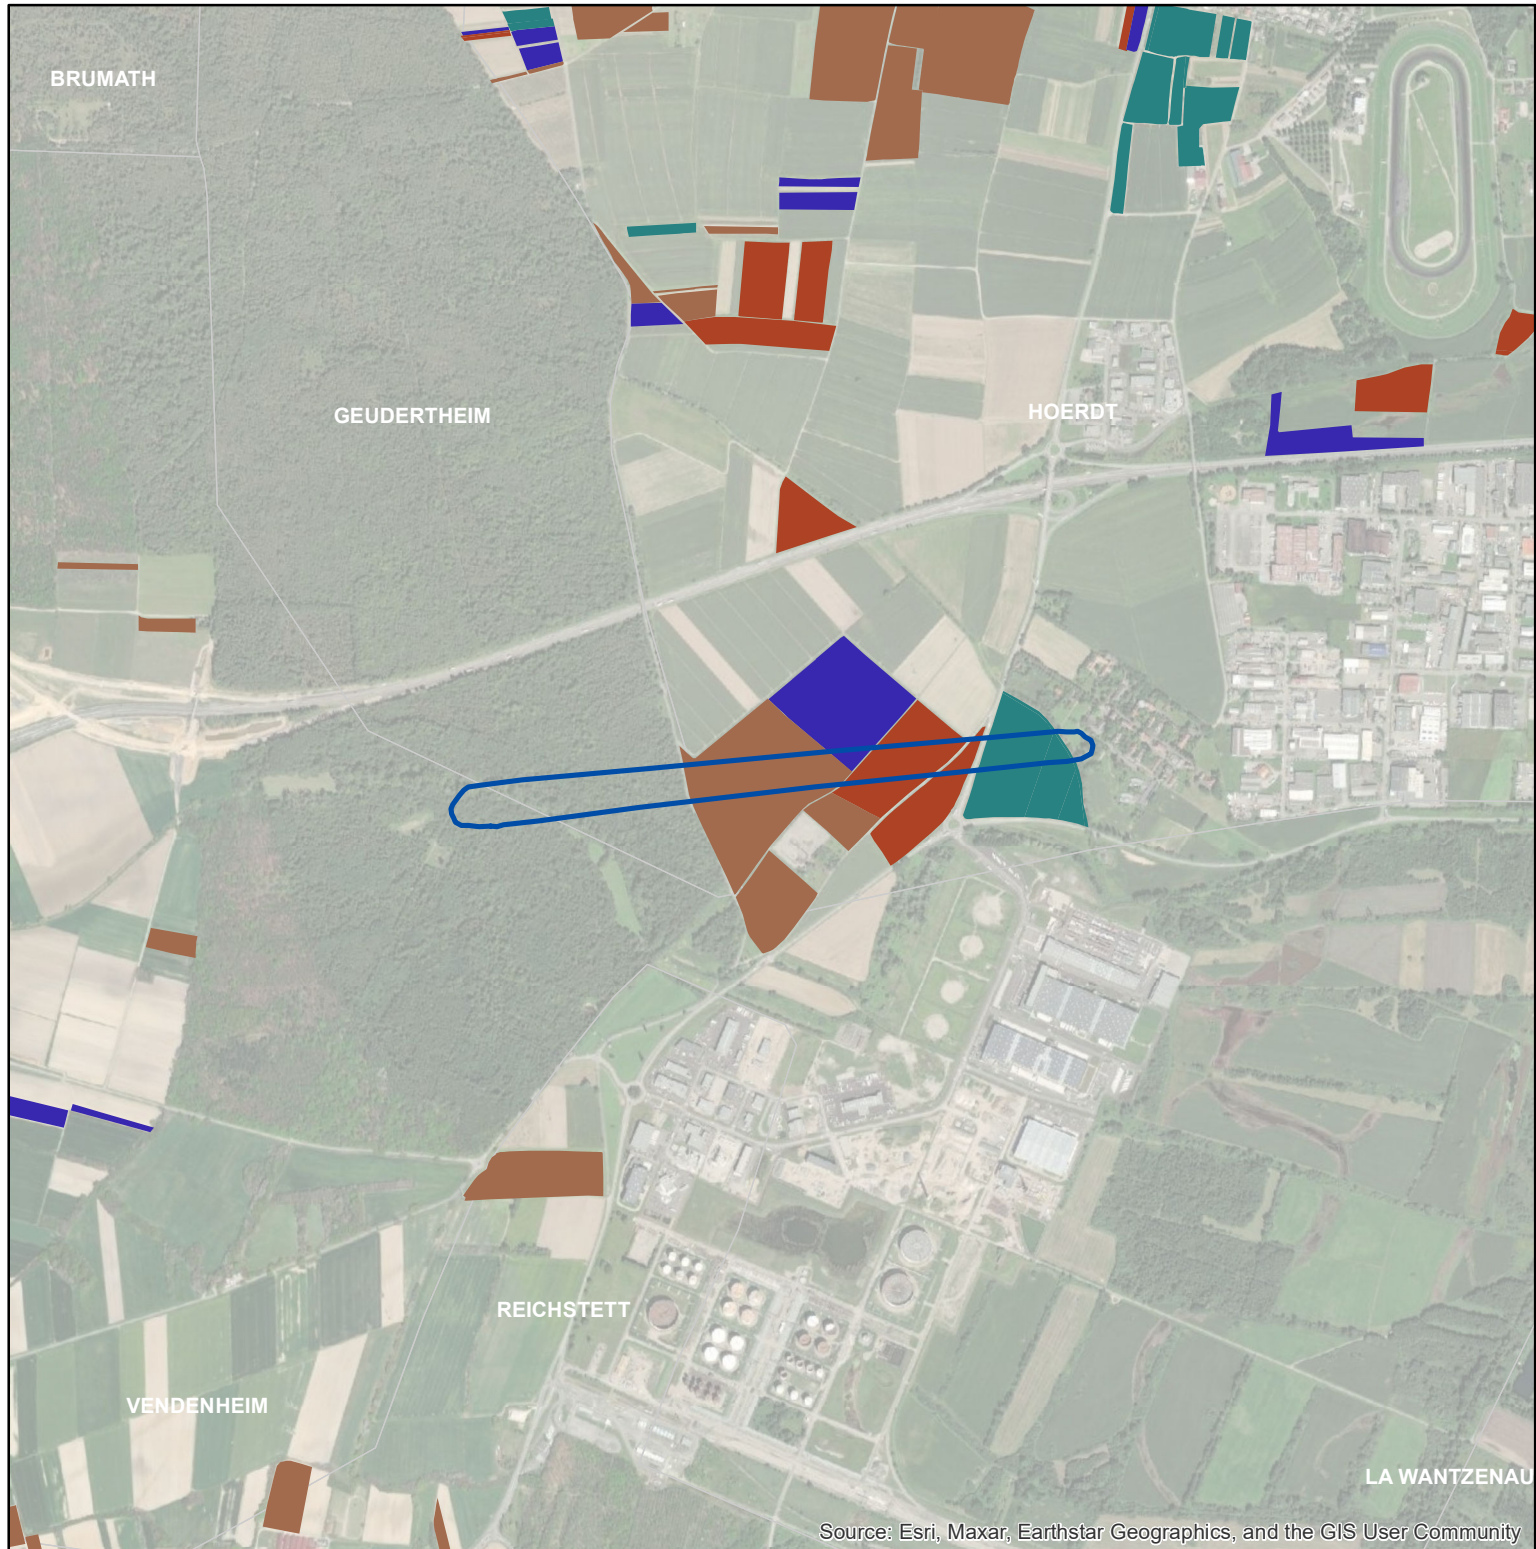 BRUMATH
GEUDERTHEIM
HOERDT
REICHSTETT
VENDENHEIM
LA WANTZENAU
Source: Esri, Maxar, Earthstar Geographics, and the GIS User Community